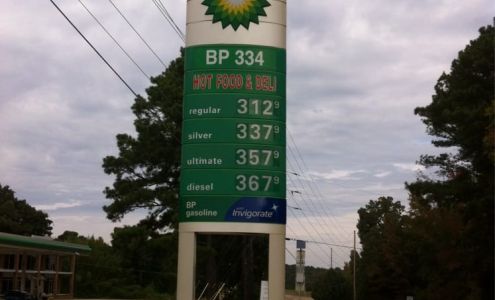 BP 334
HOT FOOD & DELI
regular 312 9
silver 337 9
ultimate 357 9
diesel 367 9
BP
gasoline
Invigorate